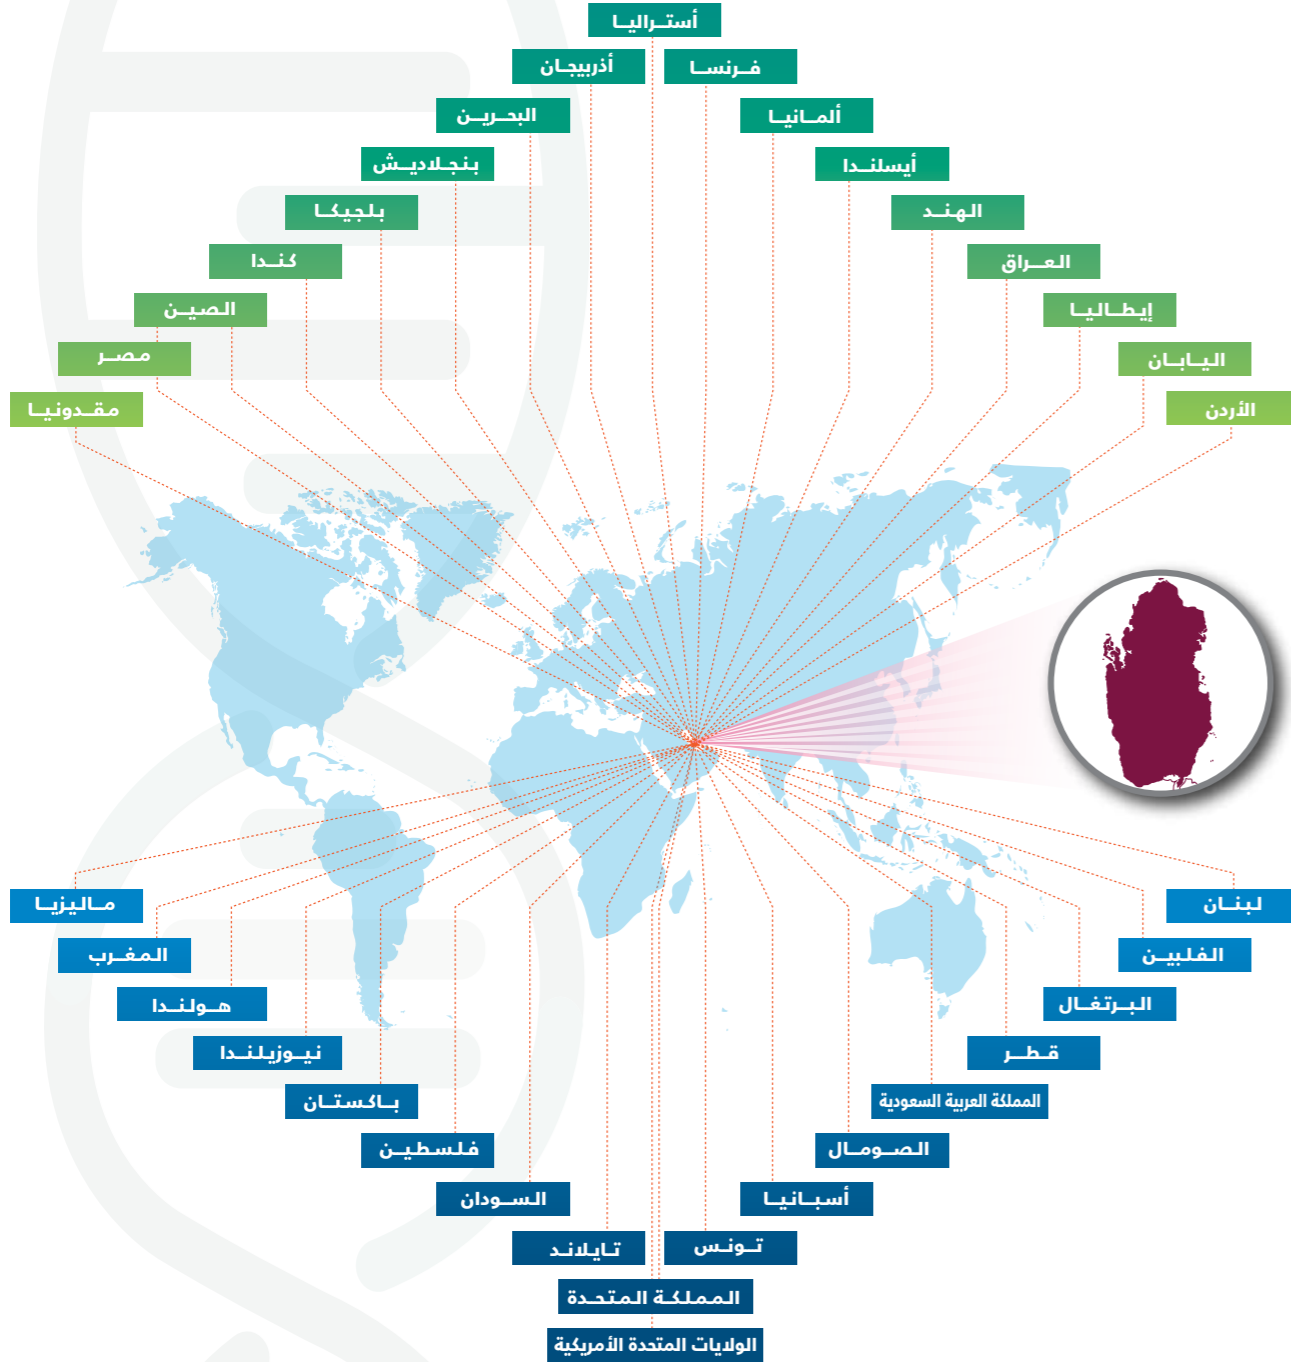 أستراليا
أذربيجان
فرنسا
البحرين
ألمانيا
بنجلاديش
أيسلندا
بلجيكا
الهند
كندا
العراق
الصين
إيطاليا
مصر
اليابان
مقدونيا
الأردن
ماليزيا
لبنان
المغرب
الفلبين
هولندا
البرتغال
نيوزيلندا
قطر
باكستان
المملكة العربية السعودية
فلسطين
الصومال
السودان
أسبانيا
تايلاند
تونس
المملكة المتحدة
الولايات المتحدة الأمريكية